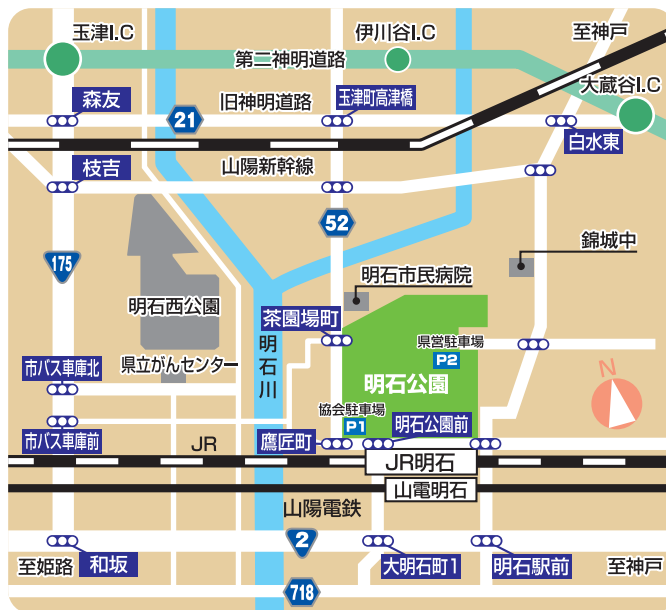 玉津I.C
伊川谷I.C
至神戸
第二神明道路
大蔵谷I.C
森友
21
旧神明道路
玉津町高津橋
白水東
枝吉
山陽新幹線
52
175
錦城中
明石市民病院
明石西公園
茶園場町
県営駐車場
P2
県立がんセンター
明石川
明石公園
N
市バス車庫北
協会駐車場
P1
明石公園前
市バス車庫前
JR
鷹匠町
JR明石
山電明石
山陽電鉄
2
至姫路
和坂
大明石町1
明石駅前
至神戸
718